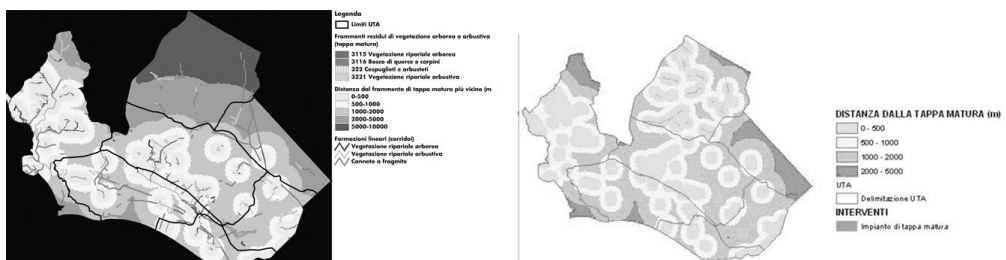 Legenda
Limiti UTA
Frammenti residui di vegetazione arborea o arbustiva
(tappa matura)
3115 Vegetazione ripariale arborea
3116 Bosco di querce e carpini
322 Cespuglieti e arbusteti
3221 Vegetazione ripariale arbustiva
Distanza dal frammento di tappa matura più vicino (m
0-500
500-1000
1000-2000
2000-5000
5000-10000
Formazioni lineari (corridoi)
Vegetazione ripariale arborea
Vegetazione ripariale arbustiva
Canneto a fragmite
DISTANZA DALLA TAPPA MATURA (m)
0 - 500
500 - 1000
1000 - 2000
2000 - 5000
UTA
Delimitazione UTA
INTERVENTI
Impianto di tappa matura